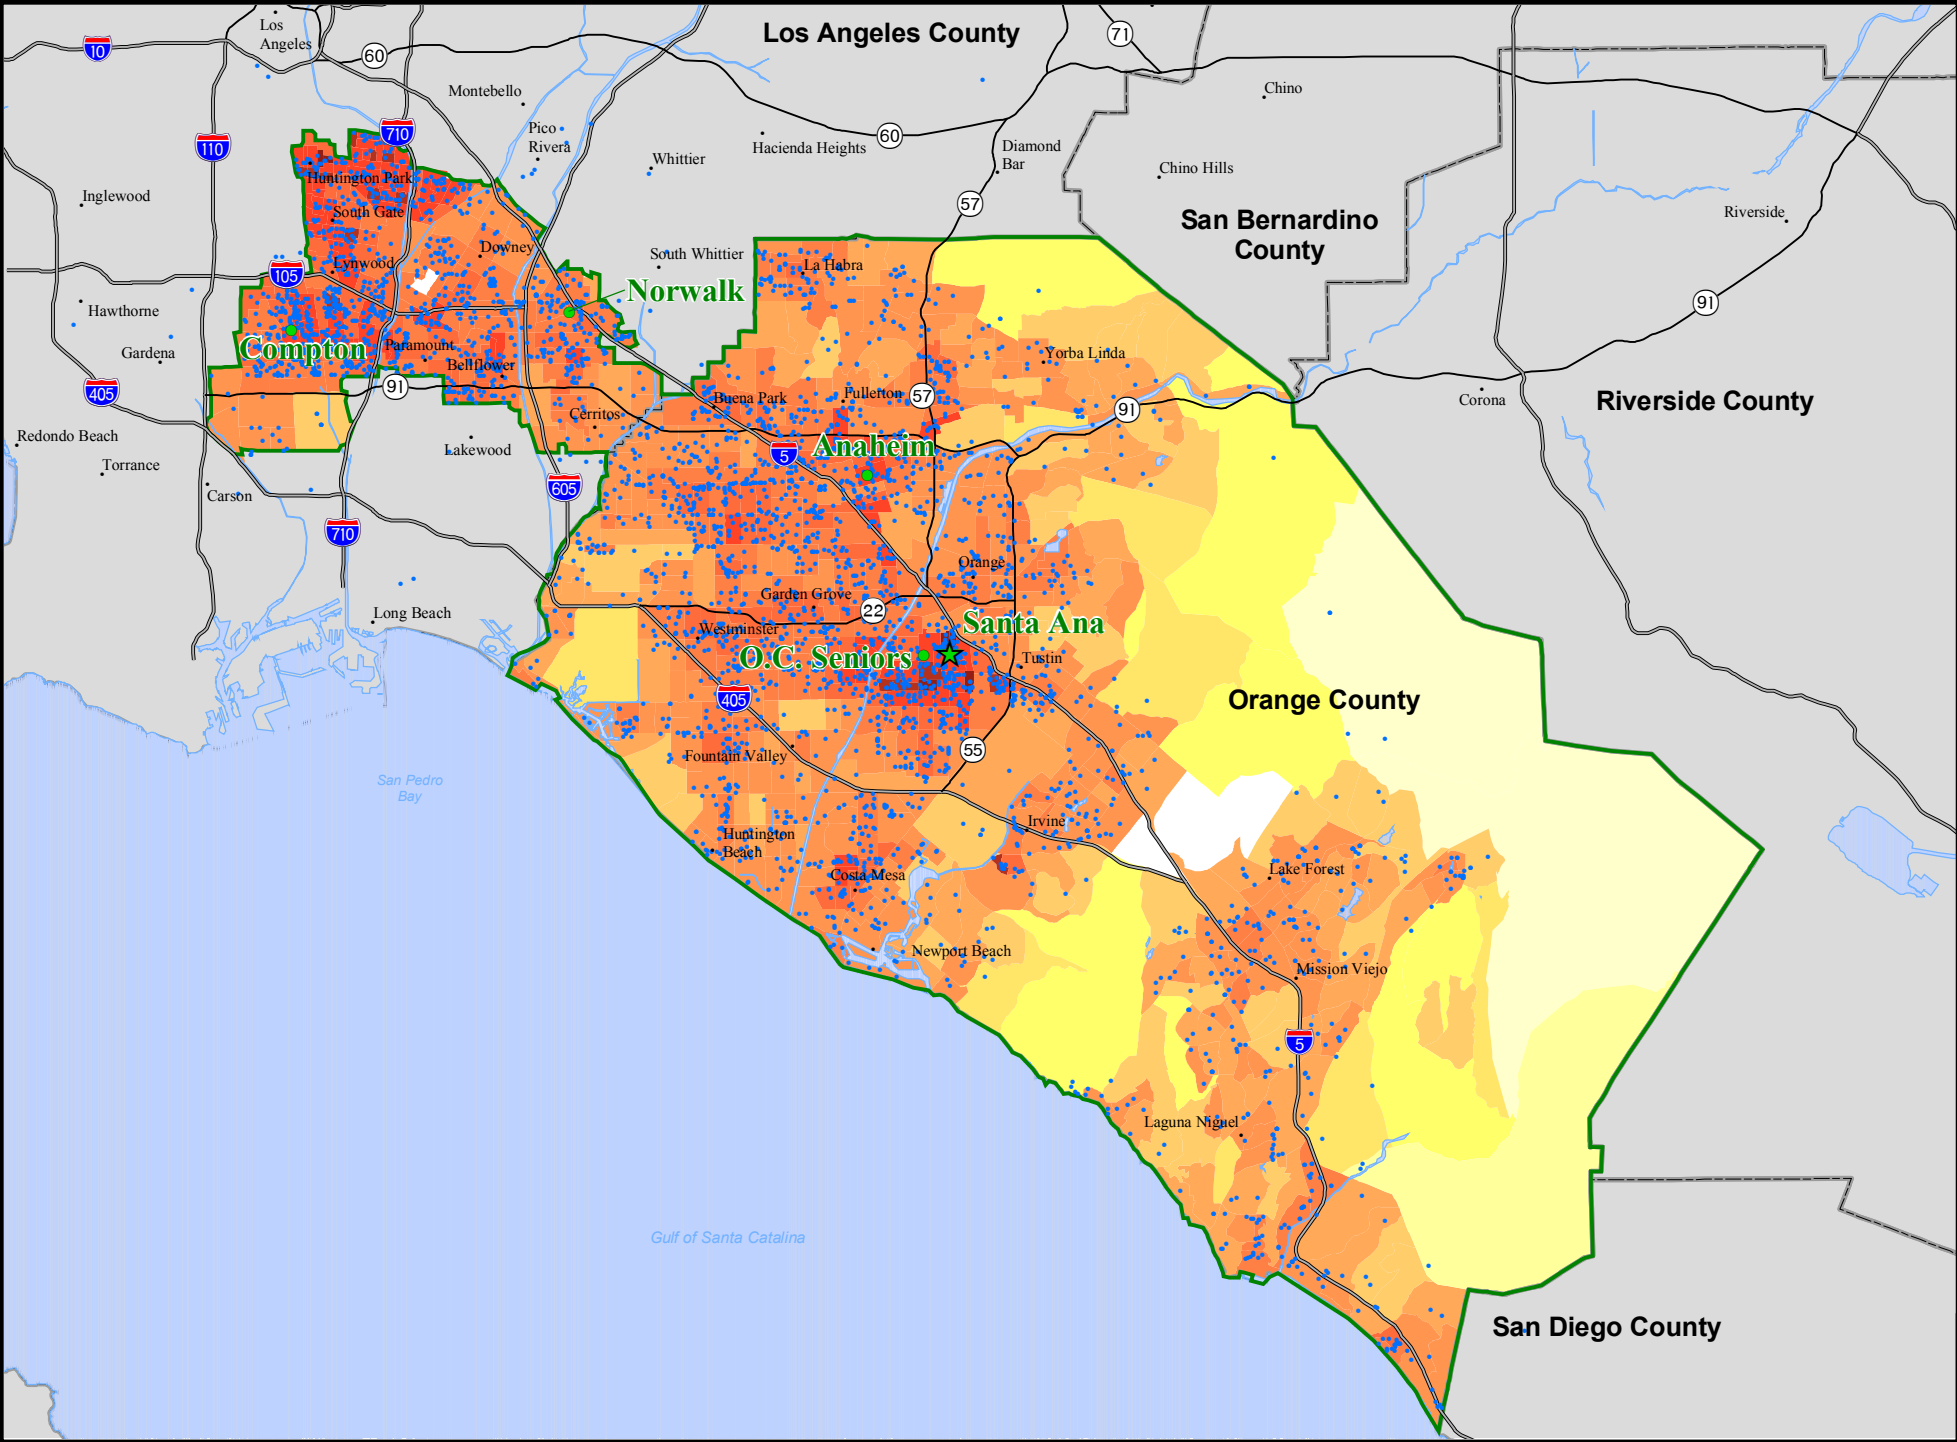 Los
Angeles
Los Angeles County
71
10
60
Montebello
Chino
Pico
Rivera
710
110
60
Hacienda Heights
Diamond
Bar
Whittier
Chino Hills
Huntington Park
Inglewood
57
South Gate
San Bernardino
County
Riverside
Downey
South Whittier
La Habra
Lynwood
105
Norwalk
91
Hawthorne
Compton
Paramount
Gardena
Yorba Linda
Bellflower
405
91
Buena Park
Fullerton
57
91
Corona
Riverside County
Cerritos
Redondo Beach
Lakewood
Anaheim
5
Torrance
Carson
605
710
Orange
Garden Grove
22
Long Beach
Westminster
Santa Ana
O.C. Seniors
Tustin
405
Orange County
Fountain Valley
55
San Pedro
Bay
Irvine
Huntington
Beach
Costa Mesa
Lake Forest
Newport Beach
Mission Viejo
5
Laguna Niguel
Gulf of Santa Catalina
San Diego County